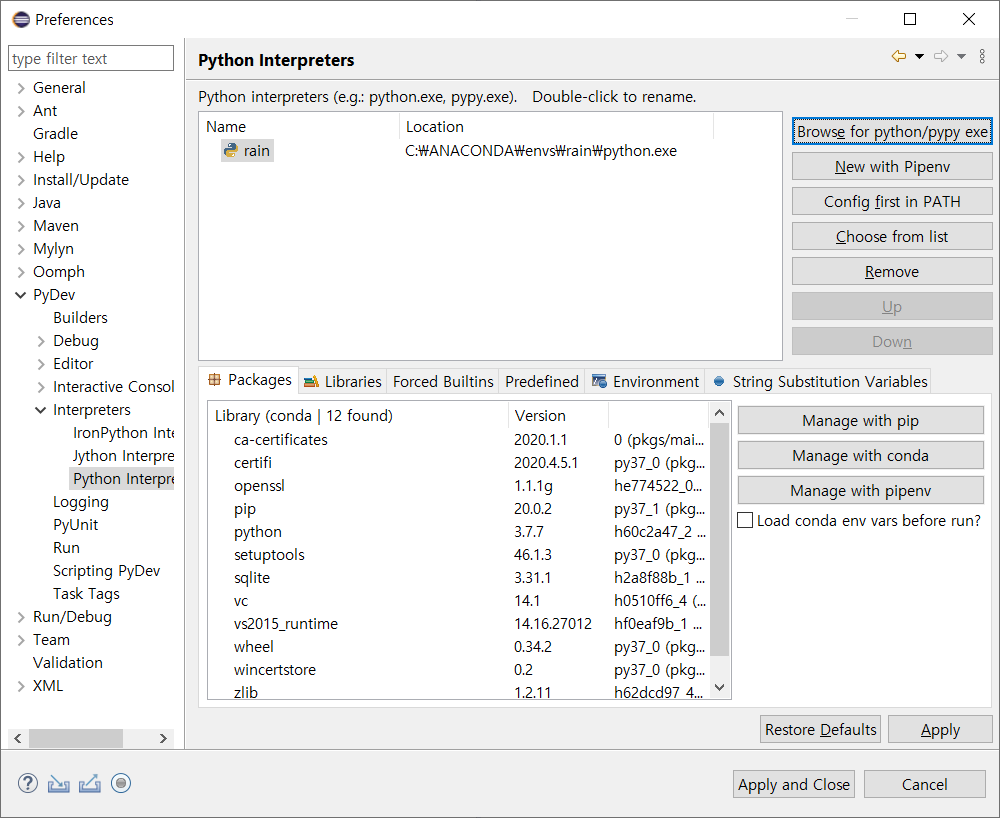 Preferences
type filter text
General
Ant
Gradle
Help
Install/Update
Java
Maven
Mylyn
Oomph
PyDev
Builders
Debug
Editor
Interactive Consol
Interpreters
IronPython Inte
Jython Interpre
Python Interpre
Logging
PyUnit
Run
Scripting PyDev
Task Tags
Run/Debug
Team
Validation
XML
Python Interpreters
Python interpreters (e.g.: python.exe, pypy.exe).   Double-click to rename.
Name Location
rain C:₩ANACONDA₩envs₩rain₩python.exe
Browse for python/pypy exe
New with Pipenv
Config first in PATH
Choose from list
Remove
Up
Down
Packages Libraries Forced Builtins Predefined Environment String Substitution Variables
Library (conda | 12 found) Version
ca-certificates 2020.1.1 0 (pkgs/mai...
certifi 2020.4.5.1 py37_0 (pkg...
openssl 1.1.1g he774522_0...
pip 20.0.2 py37_1 (pkg...
python 3.7.7 h60c2a47_2 ...
setuptools 46.1.3 py37_0 (pkg...
sqlite 3.31.1 h2a8f88b_1 ...
vc 14.1 h0510ff6_4 (...
vs2015_runtime 14.16.27012 hf0eaf9b_1 ...
wheel 0.34.2 py37_0 (pkg...
wincertstore 0.2 py37_0 (pkg...
zlib 1.2.11 h62dcd97_4...
Manage with pip
Manage with conda
Manage with pipenv
Load conda env vars before run?
Restore Defaults Apply
? Apply and Close Cancel